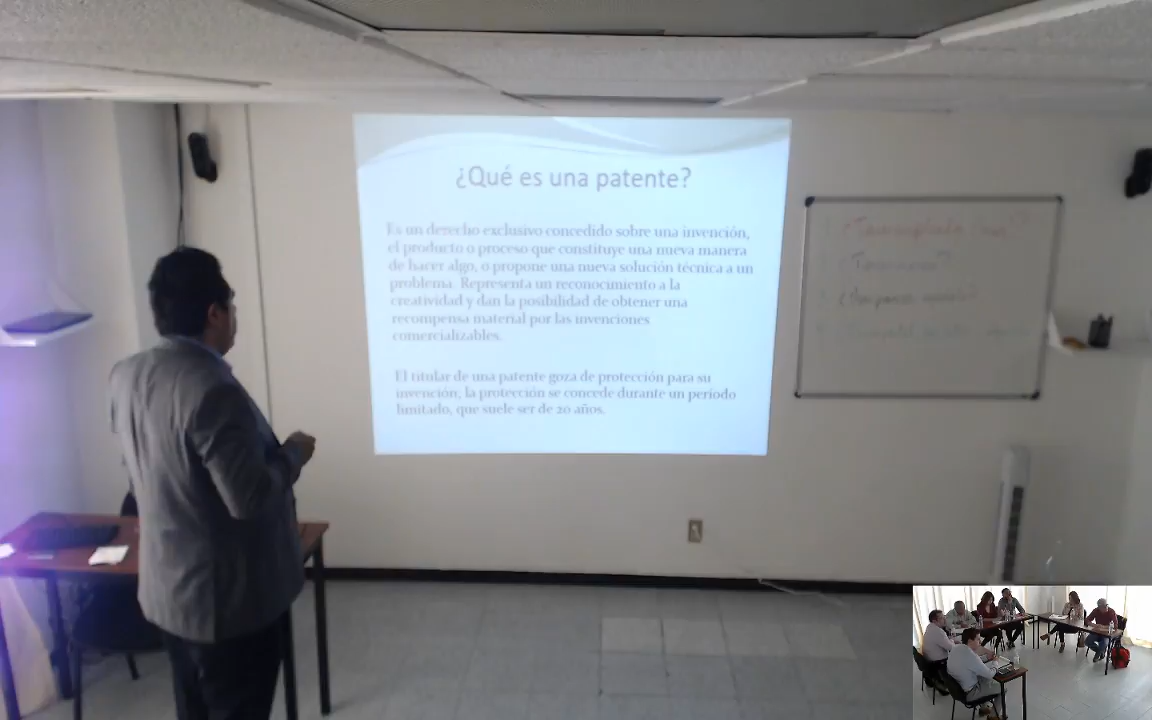 ¿Qué es una patente?
Es un derecho exclusivo concedido sobre una invención,
el producto o proceso que constituye una nueva manera
de hacer algo, o propone una nueva solución técnica a un
problema. Representa un reconocimiento a la
creatividad y dan la posibilidad de obtener una
recompensa material por las invenciones
comercializables.
El titular de una patente goza de protección para su
invención; la protección se concede durante un período
limitado, que suele ser de 20 años.